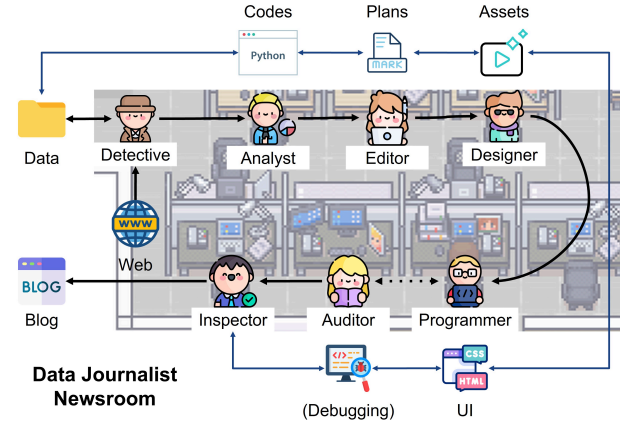 Codes
Plans
Assets
Python
MARK
Data
Detective
Analyst
Editor
Designer
WWW
Web
BLOG
</>
Blog
Inspector
Auditor
Programmer
Data Journalist
Newsroom
</>
CSS
HTML
(Debugging)
UI